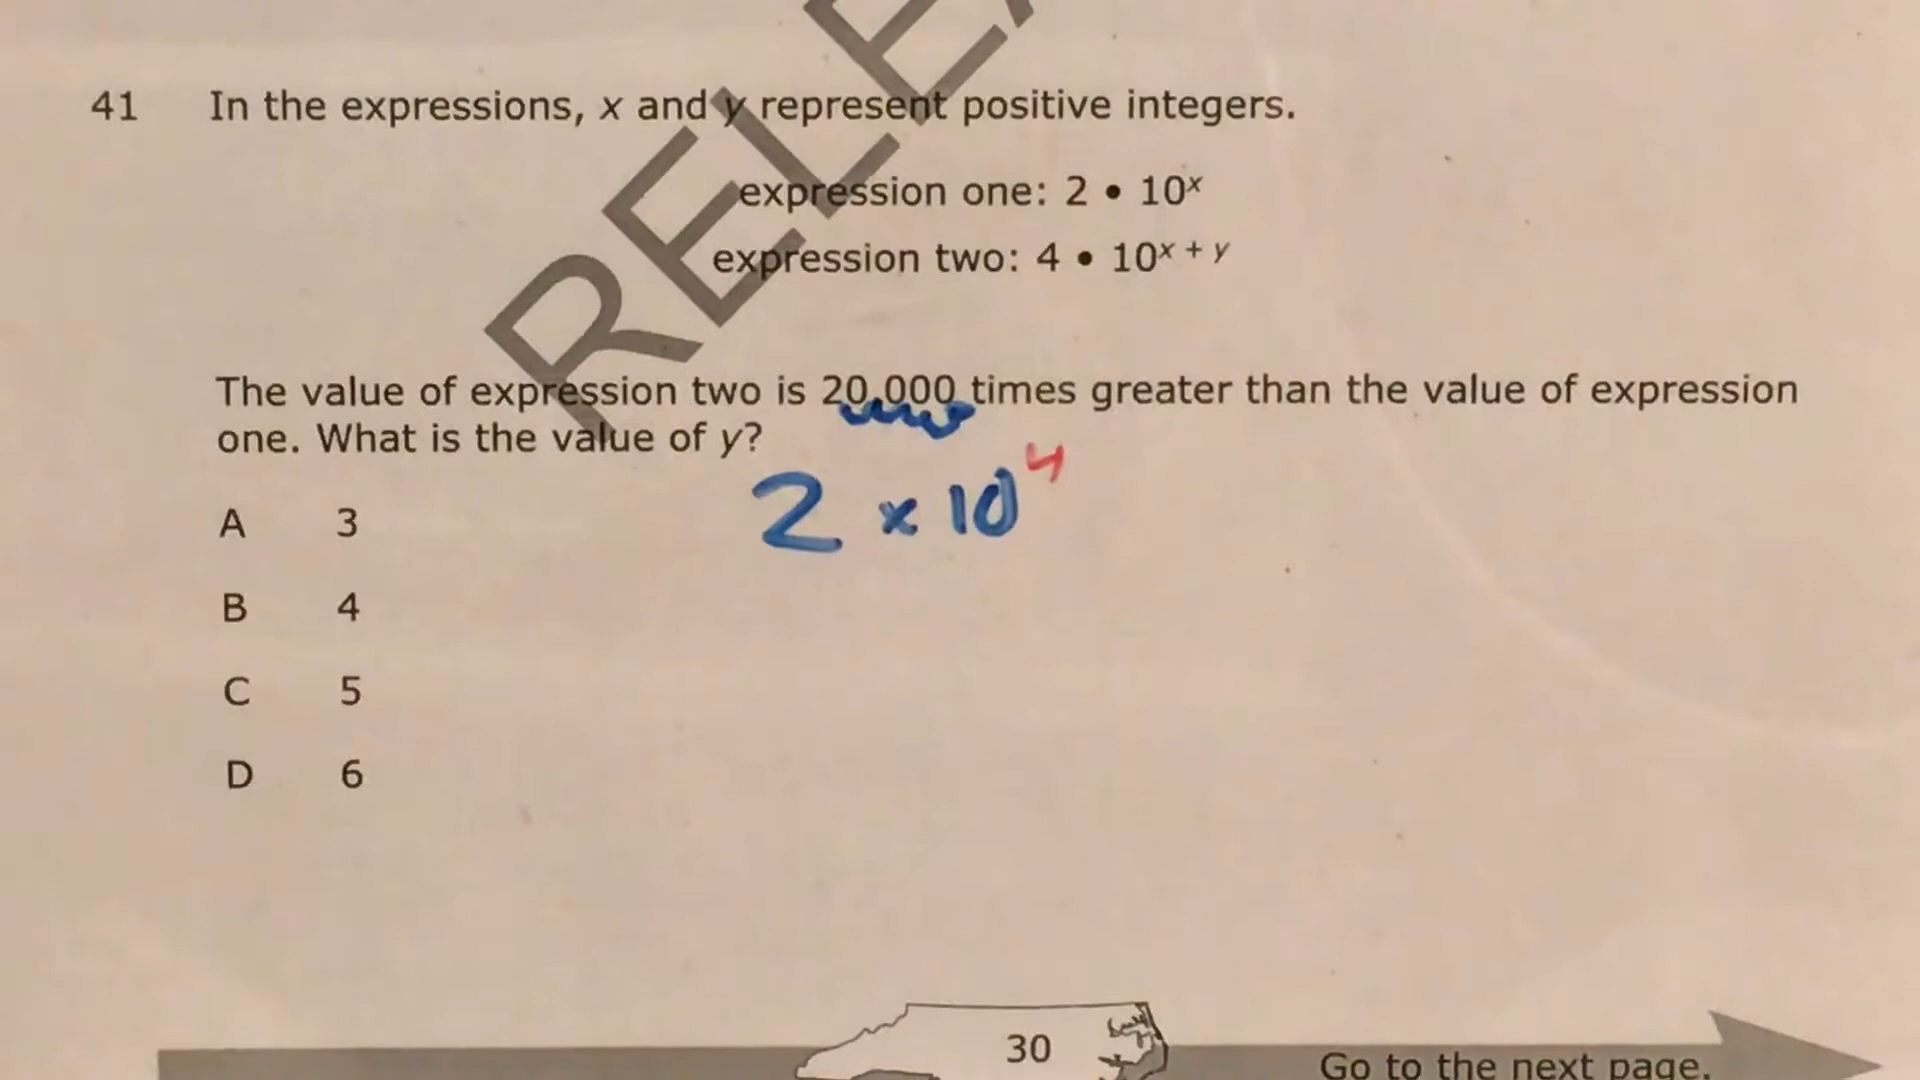 RELE
41 In the expressions, x and y represent positive integers.
expression one: 2 • 10ˣ
expression two: 4 • 10ˣ ⁺ ʸ
The value of expression two is 20,000 times greater than the value of expression
one. What is the value of y?
2 × 10⁴
A 3
B 4
C 5
D 6
30
Go to the next page.